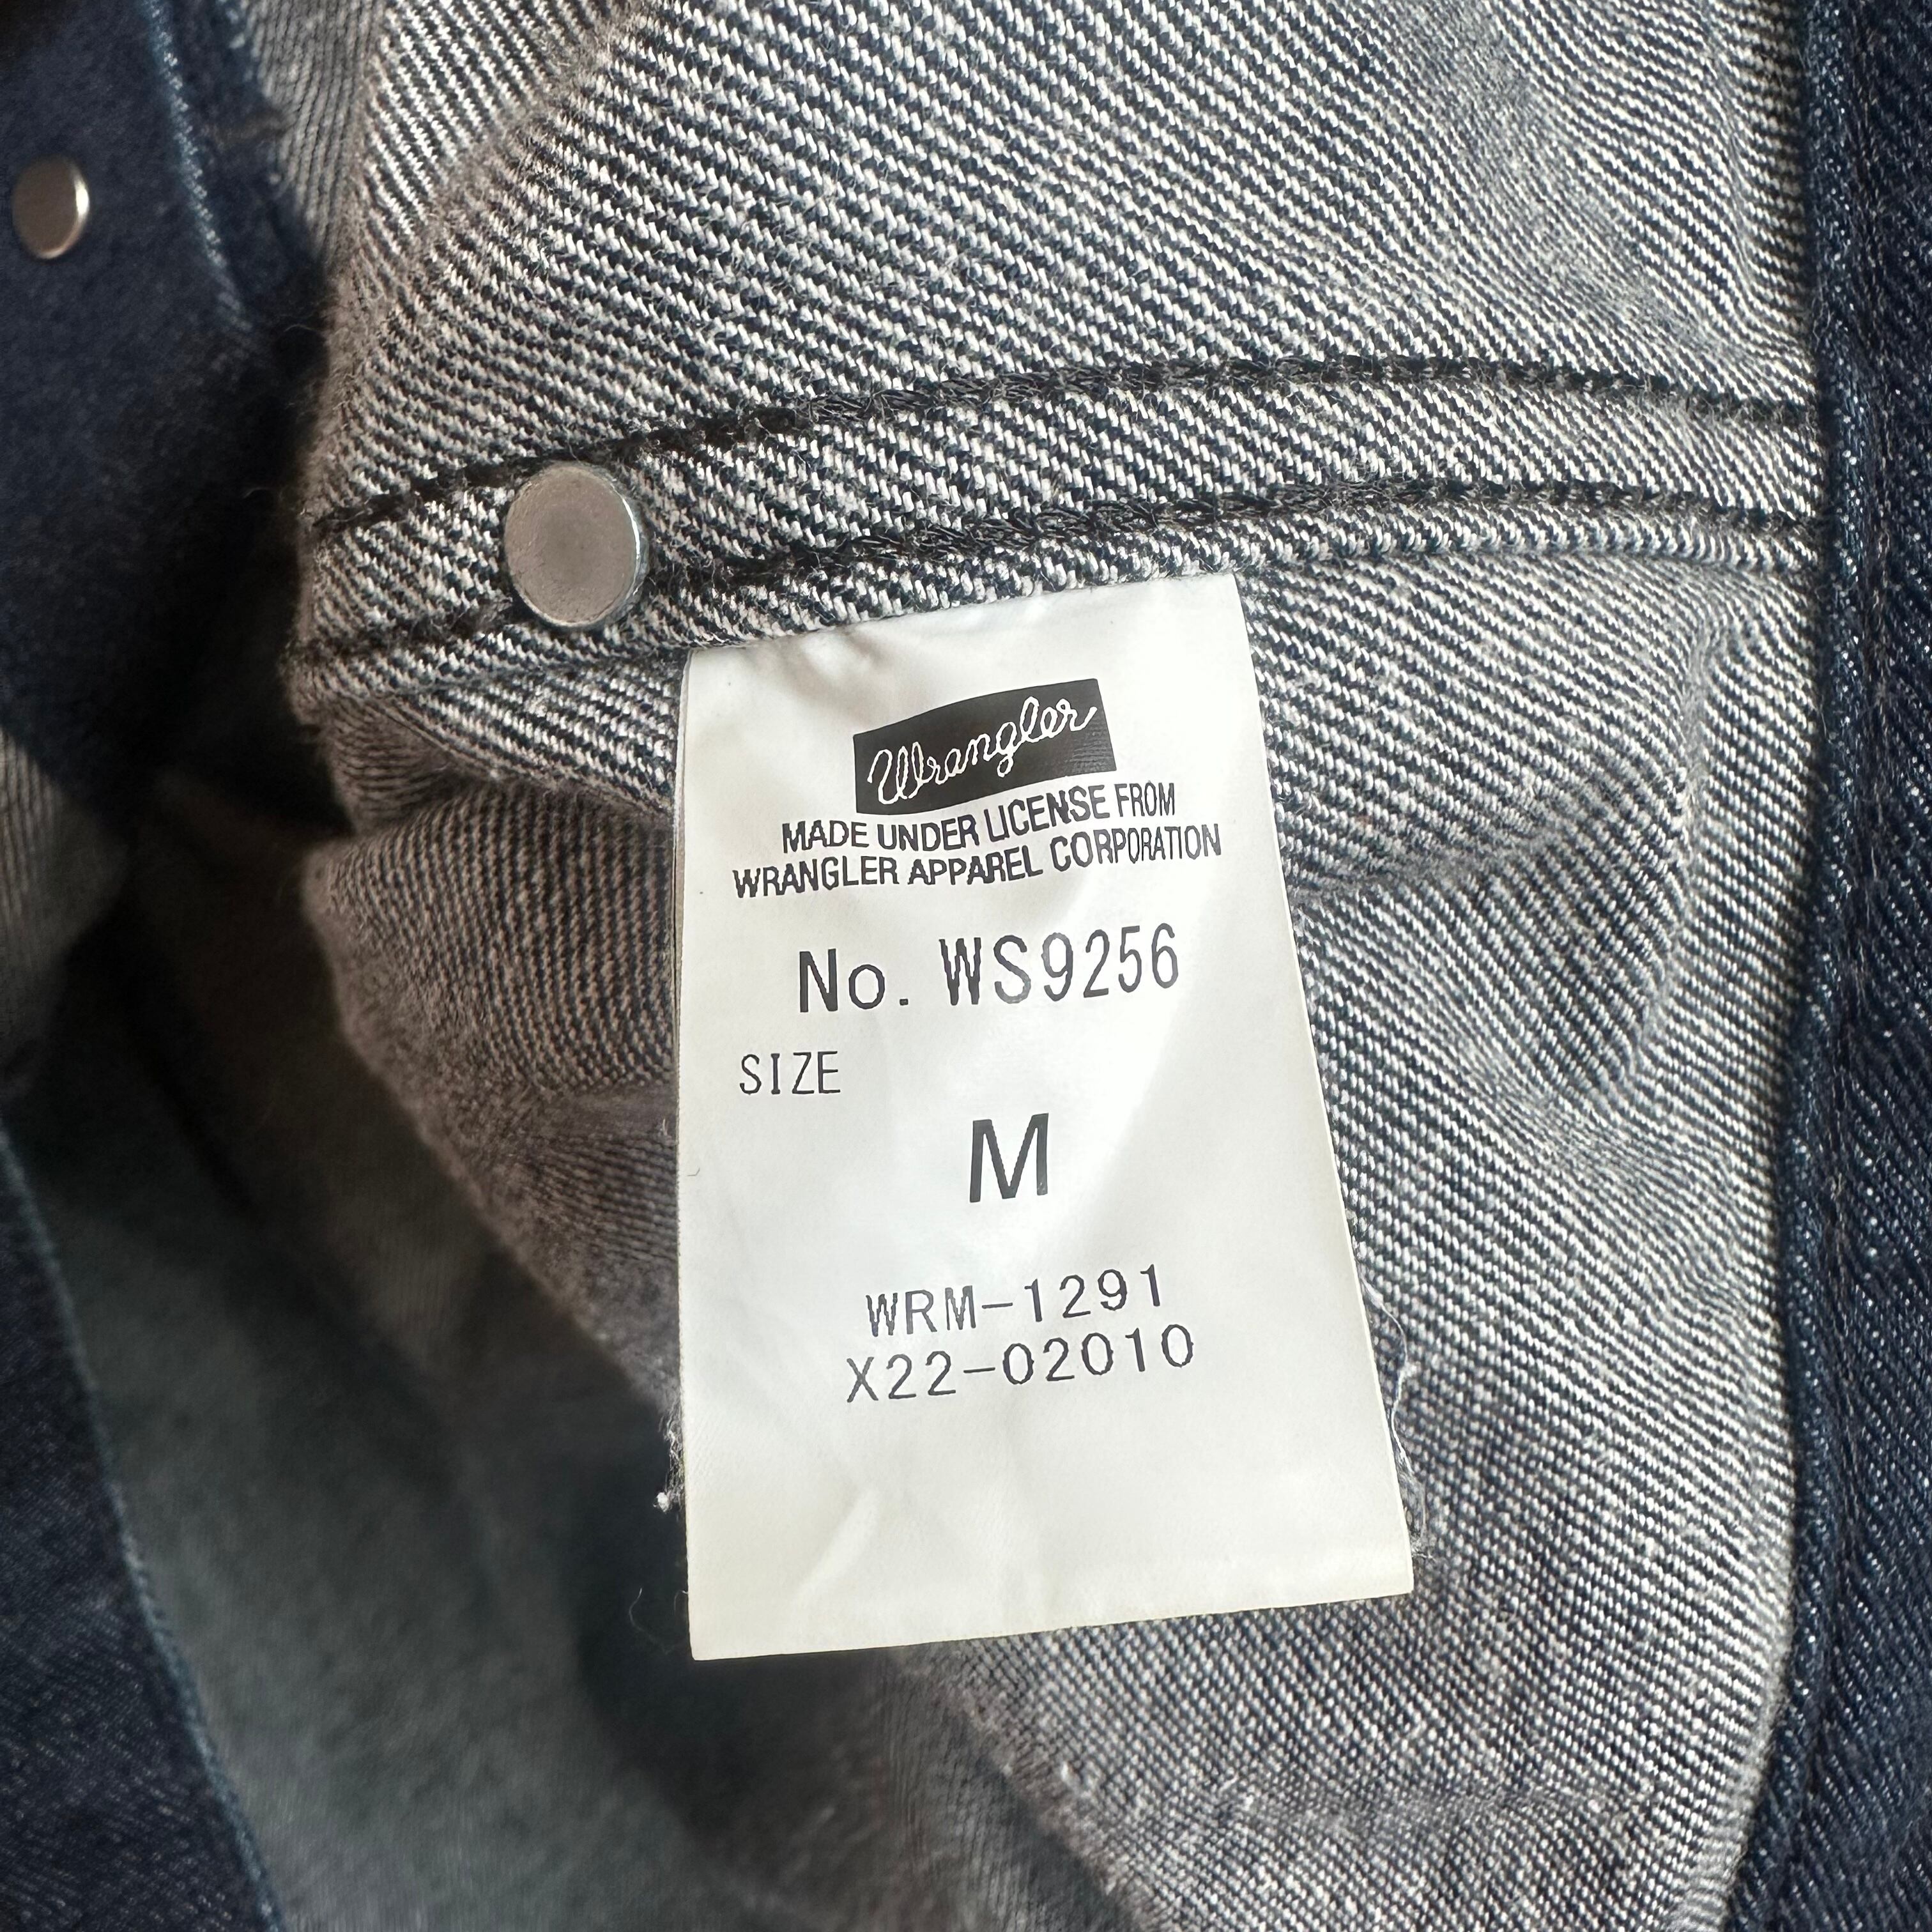 Wrangler
MADE UNDER LICENSE FROM
WRANGLER APPAREL CORPORATION
No. WS9256
SIZE
M
WRM-1291
X22-02010